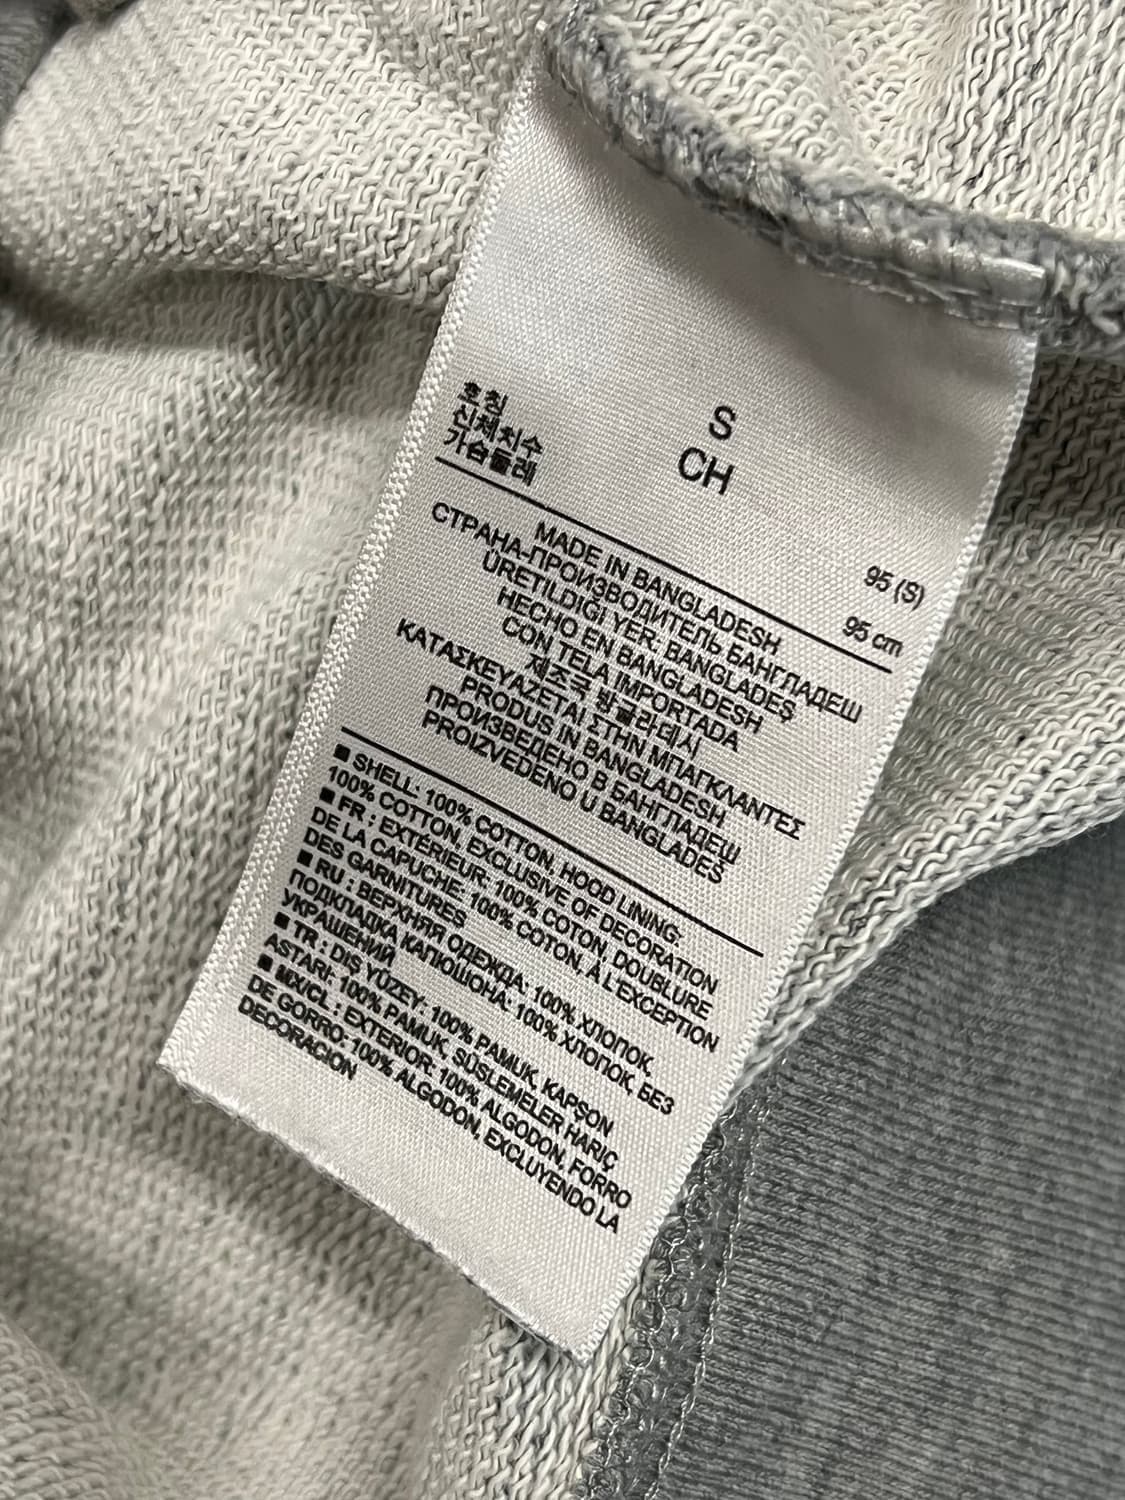 S
CH
호칭 95 (S)
신체치수
가슴둘레 95 cm
MADE IN BANGLADESH
СТРАНА-ПРОИЗВОДИТЕЛЬ БАНГЛАДЕШ
ÜRETILDIĞI YER: BANGLADEŞ
HECHO EN BANGLADESH
CON TELA IMPORTADA
제조국 방글라데시
ΚΑΤΑΣΚΕΥΑΖΕΤΑΙ ΣΤΗΝ ΜΠΑΓΚΛΑΝΤΕΣ
PRODUS IN BANGLADESH
ПРОИЗВЕДЕНО В БАНГЛАДЕШ
PROIZVEDENO U BANGLADEŠ
■ SHELL: 100% COTTON, HOOD LINING:
100% COTTON, EXCLUSIVE OF DECORATION
■ FR : EXTÉRIEUR: 100% COTON, DOUBLURE
DE LA CAPUCHE: 100% COTON, À L'EXCEPTION
DES GARNITURES
■ RU : ВЕРХНЯЯ ОДЕЖДА: 100% ХЛОПОК,
ПОДКЛАДКА КАПЮШОНА: 100% ХЛОПОК, БЕЗ
УКРАШЕНИЙ
■ TR : DIŞ YÜZEY: 100% PAMUK, KAPŞON
ASTARI: 100% PAMUK, SÜSLEMELER HARIÇ
■ MX/CL : EXTERIOR: 100% ALGODON, FORRO
DE GORRO: 100% ALGODON, EXCLUYENDO LA
DECORACION